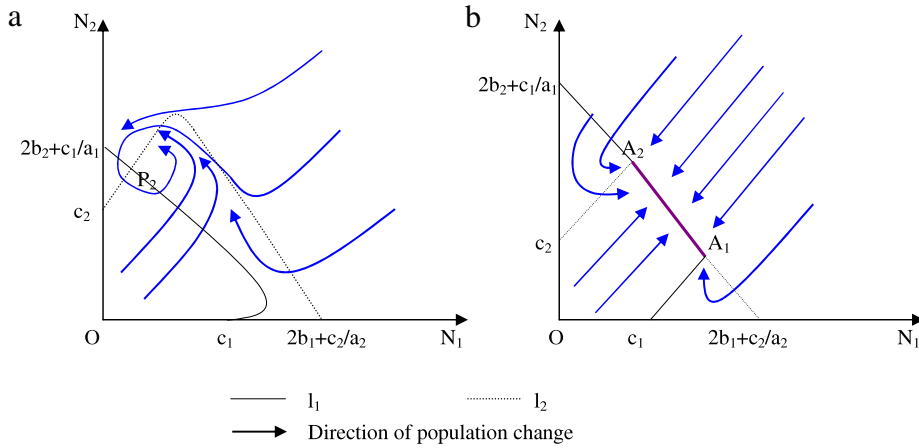 a
N2
2b2+c1/a1
P2
c2
O
c1
2b1+c2/a2
N1
b
N2
2b2+c1/a1
A2
c2
A1
O
c1
2b1+c2/a2
N1
l1
l2
Direction of population change